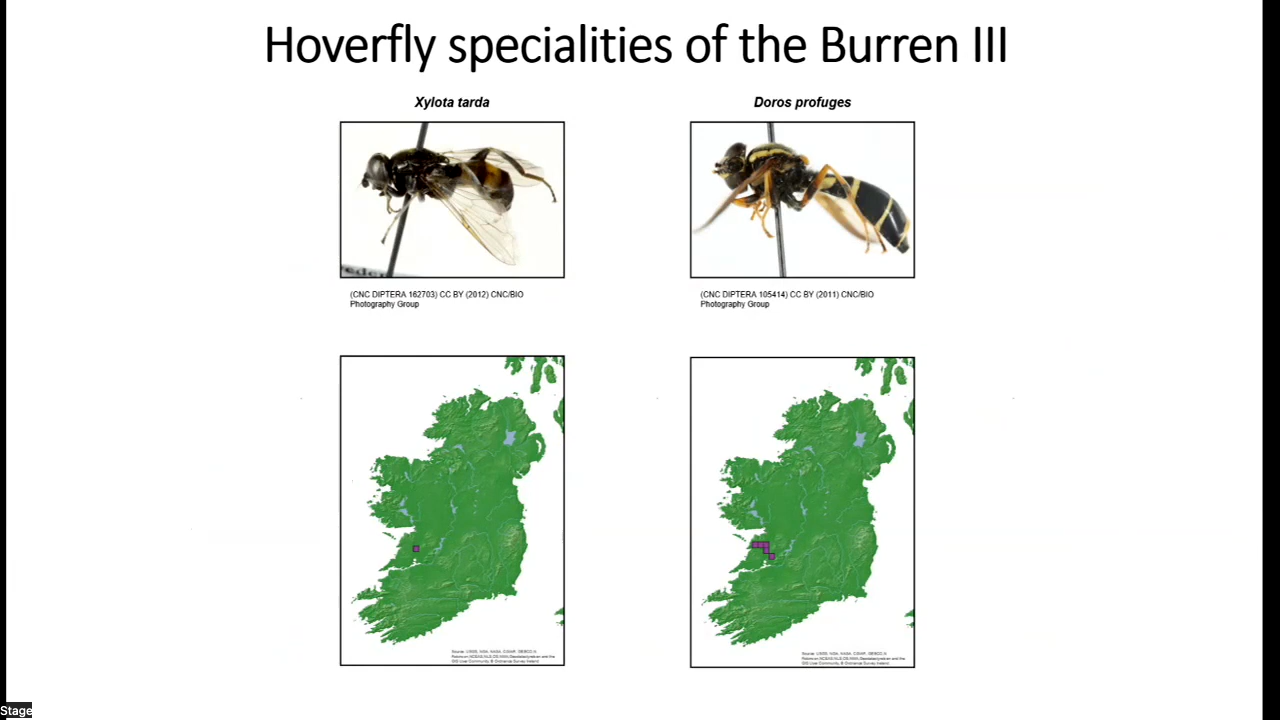 Hoverfly specialities of the Burren III
Xylota tarda
Doros profuges
(CNC DIPTERA 162703) CC BY (2012) CNC/BIO
Photography Group
(CNC DIPTERA 105414) CC BY (2011) CNC/BIO
Photography Group
Stage